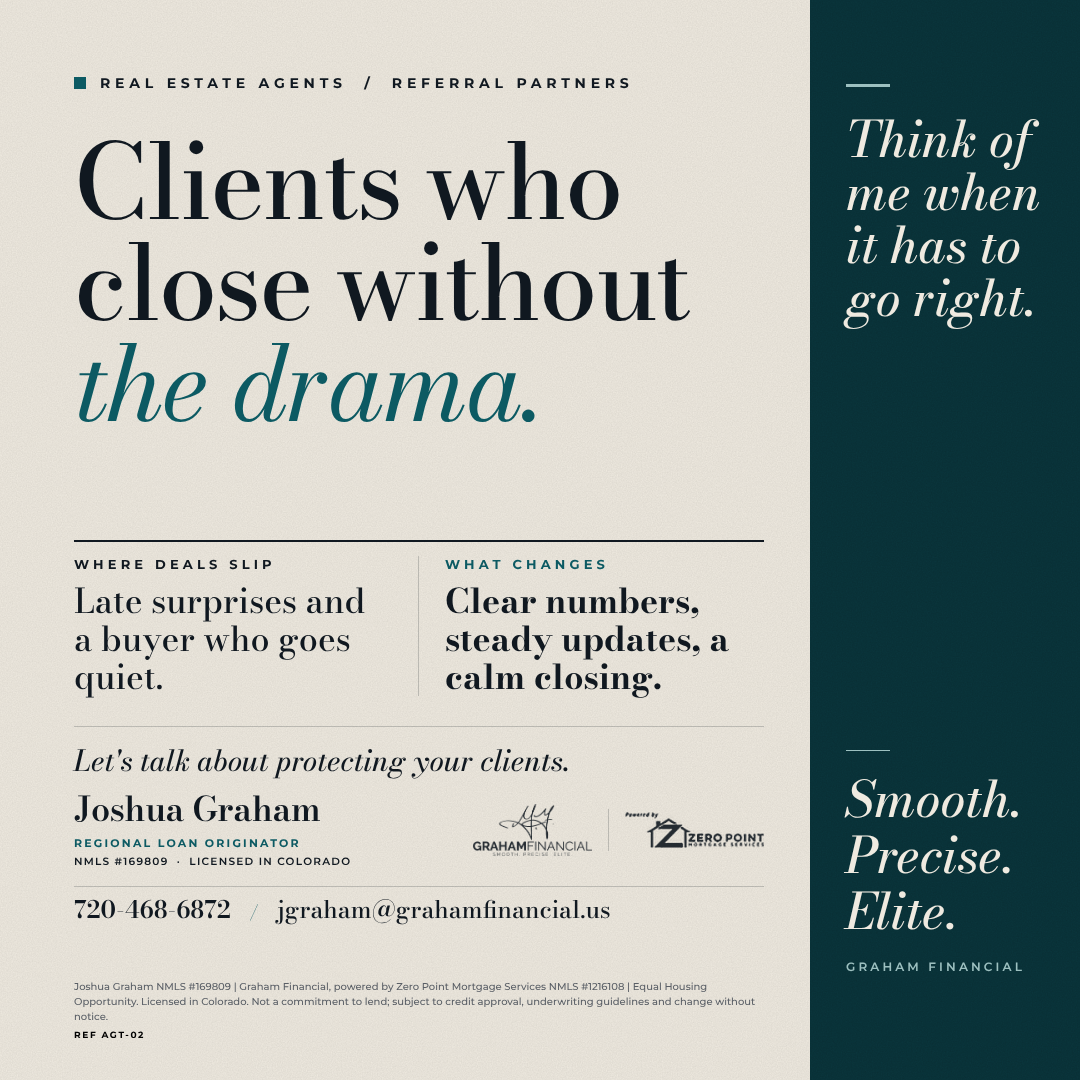 REAL ESTATE AGENTS / REFERRAL PARTNERS
Clients who
close without
the drama.
WHERE DEALS SLIP
Late surprises and
a buyer who goes
quiet.
WHAT CHANGES
Clear numbers,
steady updates, a
calm closing.
Let's talk about protecting your clients.
Joshua Graham
REGIONAL LOAN ORIGINATOR
NMLS #169809 · LICENSED IN COLORADO
GRAHAMFINANCIAL
SMOOTH. PRECISE. ELITE.
Powered by
ZERO POINT
MORTGAGE SERVICES
720-468-6872 / jgraham@grahamfinancial.us
Joshua Graham NMLS #169809 | Graham Financial, powered by Zero Point Mortgage Services NMLS #1216108 | Equal Housing
Opportunity. Licensed in Colorado. Not a commitment to lend; subject to credit approval, underwriting guidelines and change without
notice.
REF AGT-02
Think of
me when
it has to
go right.
Smooth.
Precise.
Elite.
GRAHAM FINANCIAL